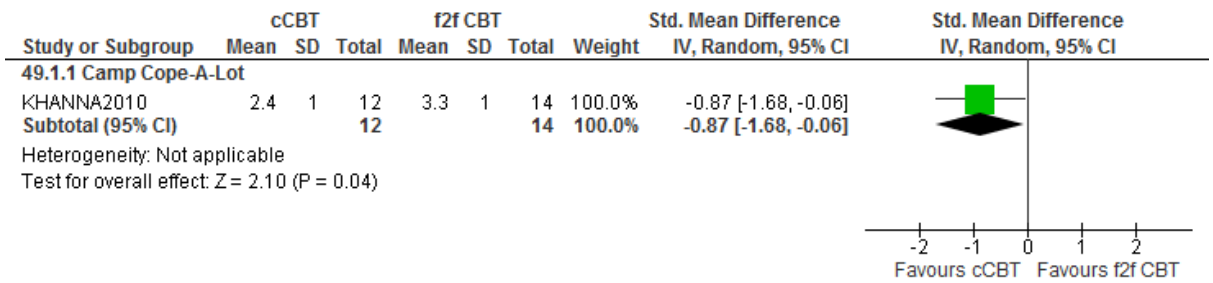 cCBT f2f CBT Std. Mean Difference Std. Mean Difference
Study or Subgroup Mean SD Total Mean SD Total Weight IV, Random, 95% CI IV, Random, 95% CI
49.1.1 Camp Cope-A-Lot
KHANNA2010 2.4 1 12 3.3 1 14 100.0% -0.87 [-1.68, -0.06]
Subtotal (95% CI) 12 14 100.0% -0.87 [-1.68, -0.06]
Heterogeneity: Not applicable
Test for overall effect: Z = 2.10 (P = 0.04)
-2 -1 0 1 2
Favours cCBT Favours f2f CBT